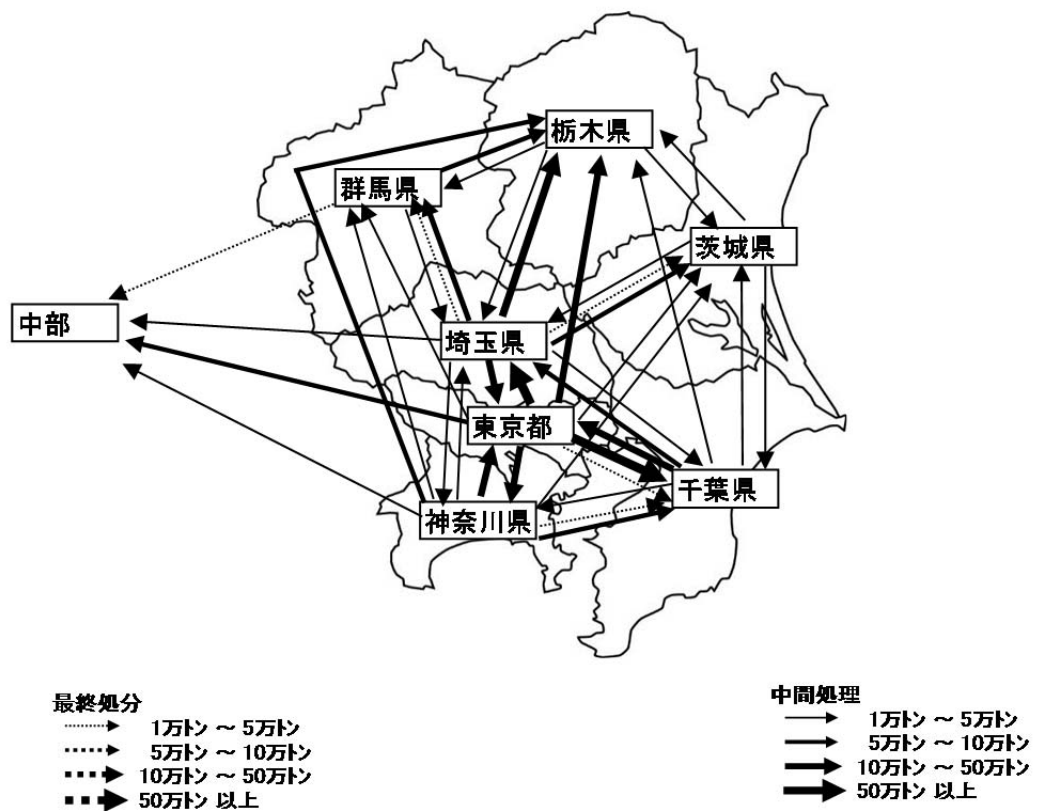 栃木県
群馬県
茨城県
中部
埼玉県
東京都
千葉県
神奈川県
最終処分
1万トン ～ 5万トン
5万トン ～ 10万トン
10万トン ～ 50万トン
50万トン 以上
中間処理
1万トン ～ 5万トン
5万トン ～ 10万トン
10万トン ～ 50万トン
50万トン 以上